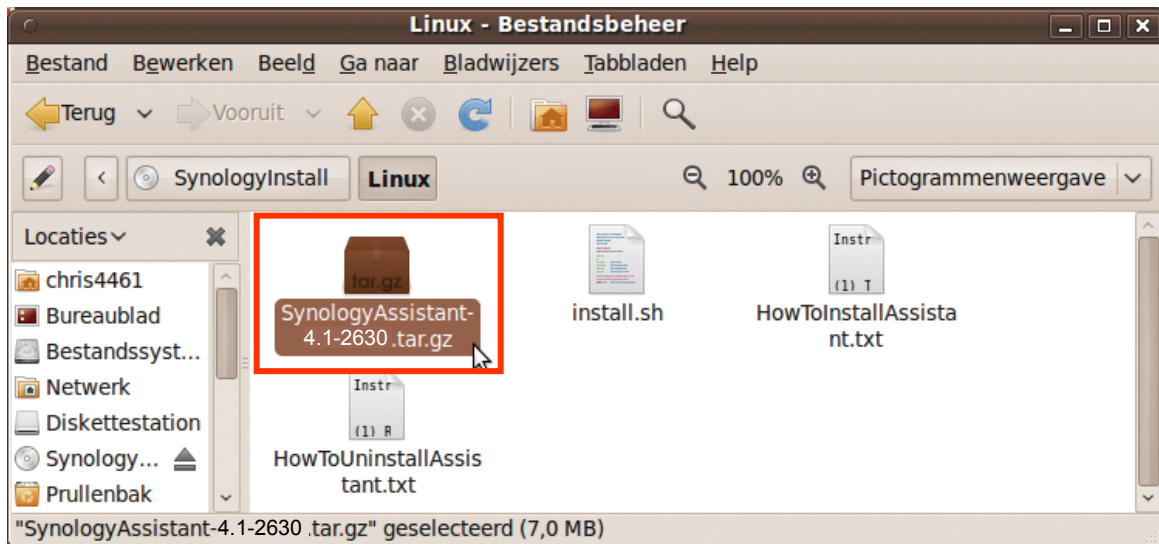 Linux - Bestandsbeheer
Bestand Bewerken Beeld Ga naar Bladwijzers Tabbladen Help
Terug Vooruit
SynologyInstall Linux 100% Pictogrammenweergave
Locaties
chris4461
Bureaublad
Bestandssyst...
Netwerk
Diskettestation
Synology...
Prullenbak
tar.gz
SynologyAssistant-
4.1-2630 .tar.gz
install.sh
Instr
(1) T
HowToInstallAssista
nt.txt
Instr
(1) R
HowToUninstallAssis
tant.txt
"SynologyAssistant-4.1-2630 .tar.gz" geselecteerd (7,0 MB)